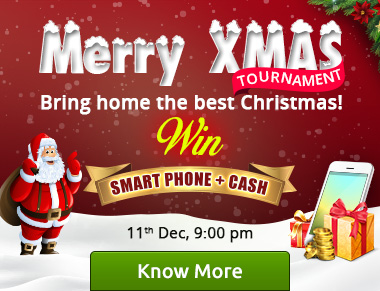 Merry XMAS
TOURNAMENT
Bring home the best Christmas!
Win
SMART PHONE + CASH
11th Dec, 9:00 pm
Know More